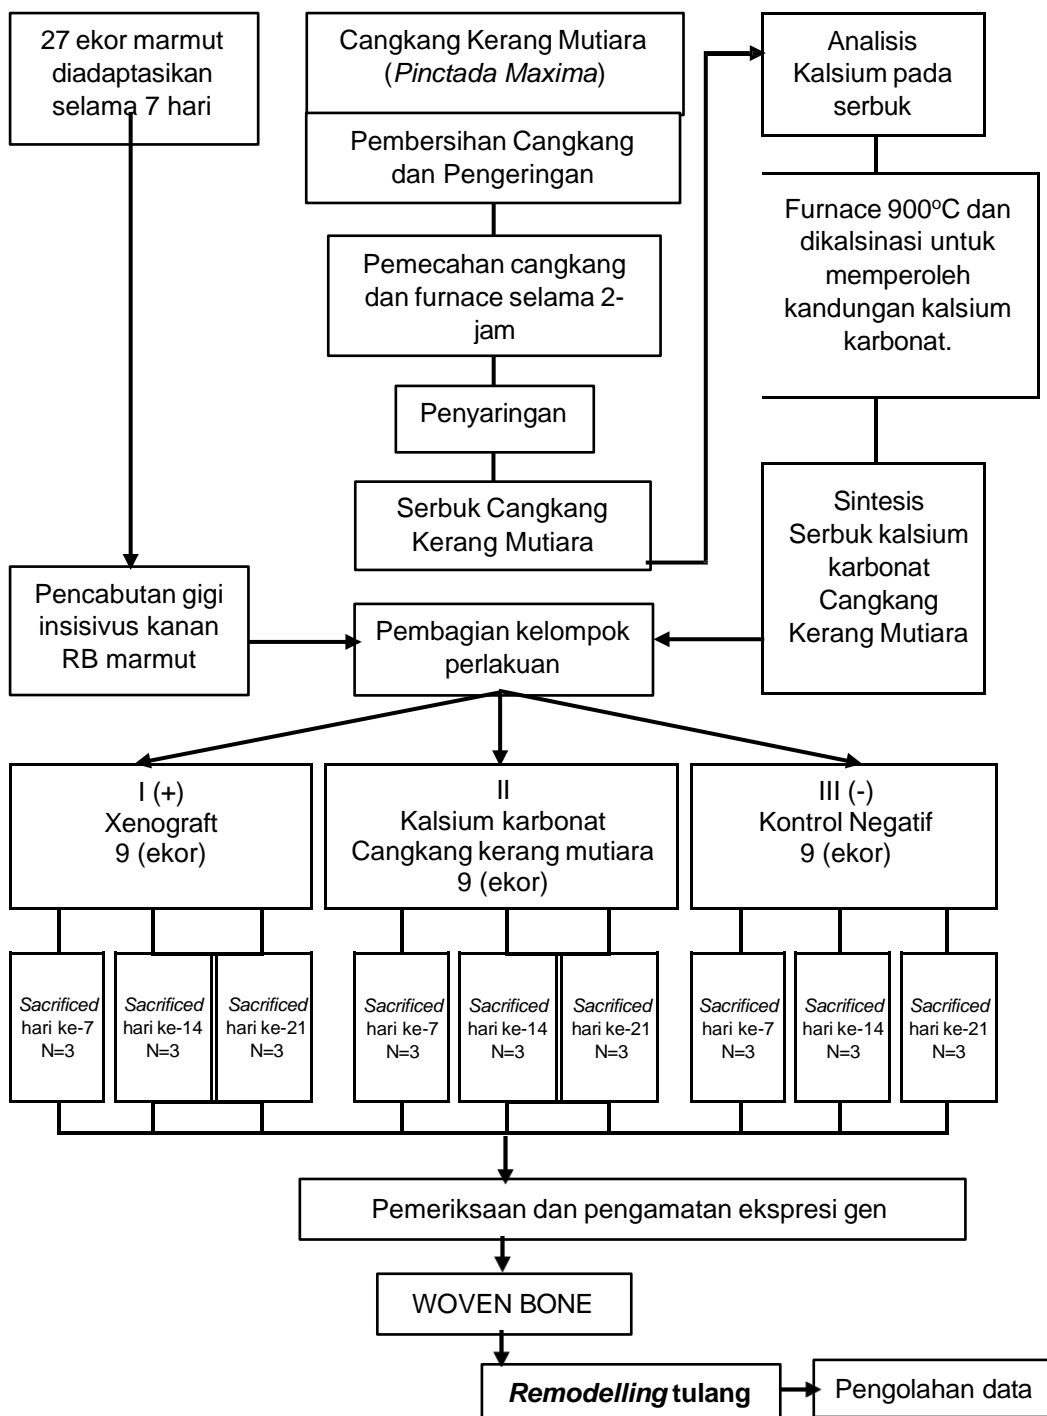 27 ekor marmut
diadaptasikan
selama 7 hari
Cangkang Kerang Mutiara
(Pinctada Maxima)
Pembersihan Cangkang
dan Pengeringan
Pemecahan cangkang
dan furnace selama 2-
jam
Penyaringan
Serbuk Cangkang
Kerang Mutiara
Analisis
Kalsium pada
serbuk
Furnace 900°C dan
dikalsinasi untuk
memperoleh
kandungan kalsium
karbonat.
Sintesis
Serbuk kalsium
karbonat
Cangkang
Kerang Mutiara
Pencabutan gigi
insisivus kanan
RB marmut
Pembagian kelompok
perlakuan
I (+)
Xenograft
9 (ekor)
II
Kalsium karbonat
Cangkang kerang mutiara
9 (ekor)
III (-)
Kontrol Negatif
9 (ekor)
Sacrificed
hari ke-7
N=3
Sacrificed
hari ke-14
N=3
Sacrificed
hari ke-21
N=3
Sacrificed
hari ke-7
N=3
Sacrificed
hari ke-14
N=3
Sacrificed
hari ke-21
N=3
Sacrificed
hari ke-7
N=3
Sacrificed
hari ke-14
N=3
Sacrificed
hari ke-21
N=3
Pemeriksaan dan pengamatan ekspresi gen
WOVEN BONE
Remodelling tulang
Pengolahan data